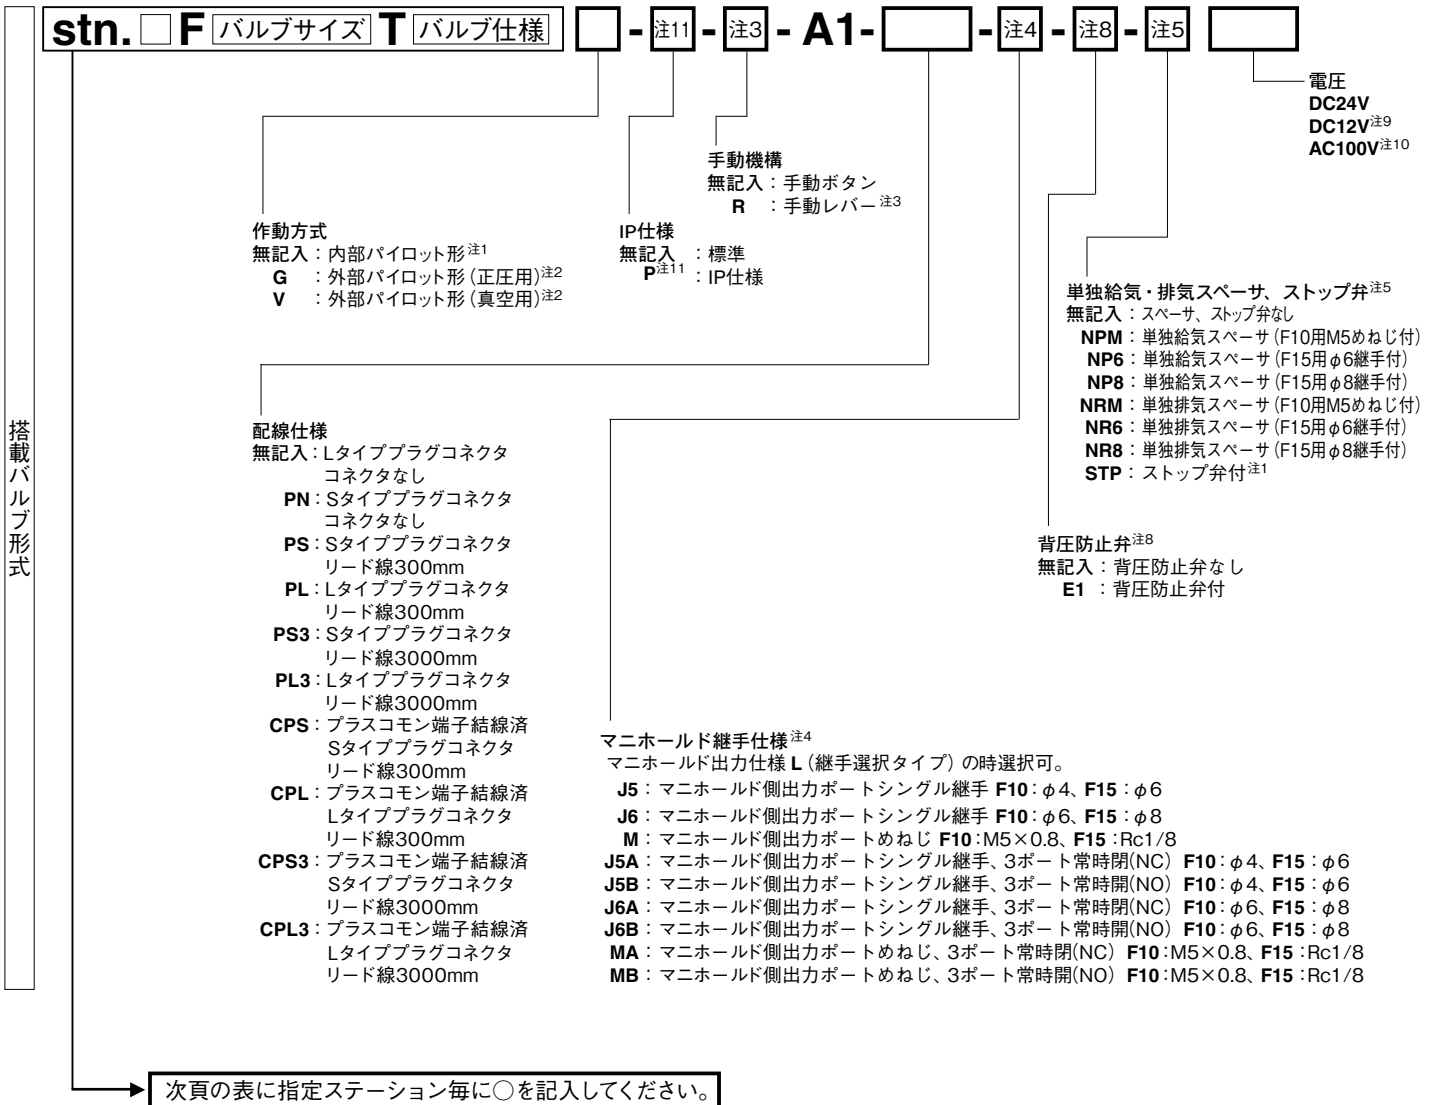 搭載バルブ形式
stn. □ F バルブサイズ T バルブ仕様 □ - 注11 - 注3 - A1- □ - 注4 - 注8 - 注5 □
電圧
DC24V
DC12V注9
AC100V注10
手動機構
無記入：手動ボタン
R ：手動レバー注3
作動方式
無記入：内部パイロット形注1
G ：外部パイロット形（正圧用）注2
V ：外部パイロット形（真空用）注2
IP仕様
無記入：標準
P注11：IP仕様
単独給気・排気スペーサ、ストップ弁注5
無記入：スペーサ、ストップ弁なし
NPM：単独給気スペーサ（F10用M5めねじ付）
NP6：単独給気スペーサ（F15用φ6継手付）
NP8：単独給気スペーサ（F15用φ8継手付）
NRM：単独排気スペーサ（F10用M5めねじ付）
NR6：単独排気スペーサ（F15用φ6継手付）
NR8：単独排気スペーサ（F15用φ8継手付）
STP：ストップ弁付注1
背圧防止弁注8
無記入：背圧防止弁なし
E1 ：背圧防止弁付
配線仕様
無記入：Lタイププラグコネクタ
コネクタなし
PN：Sタイププラグコネクタ
コネクタなし
PS：Sタイププラグコネクタ
リード線300mm
PL：Lタイププラグコネクタ
リード線300mm
PS3：Sタイププラグコネクタ
リード線3000mm
PL3：Lタイププラグコネクタ
リード線3000mm
CPS：プラスコモン端子結線済
Sタイププラグコネクタ
リード線300mm
CPL：プラスコモン端子結線済
Lタイププラグコネクタ
リード線300mm
CPS3：プラスコモン端子結線済
Sタイププラグコネクタ
リード線3000mm
CPL3：プラスコモン端子結線済
Lタイププラグコネクタ
リード線3000mm
マニホールド継手仕様注4
マニホールド出力仕様 L（継手選択タイプ）の時選択可。
J5：マニホールド側出力ポートシングル継手 F10：φ4、F15：φ6
J6：マニホールド側出力ポートシングル継手 F10：φ6、F15：φ8
M：マニホールド側出力ポートめねじ F10：M5×0.8、F15：Rc1/8
J5A：マニホールド側出力ポートシングル継手、3ポート常時閉(NC) F10：φ4、F15：φ6
J5B：マニホールド側出力ポートシングル継手、3ポート常時開(NO) F10：φ4、F15：φ6
J6A：マニホールド側出力ポートシングル継手、3ポート常時閉(NC) F10：φ6、F15：φ8
J6B：マニホールド側出力ポートシングル継手、3ポート常時開(NO) F10：φ6、F15：φ8
MA：マニホールド側出力ポートめねじ、3ポート常時閉(NC) F10：M5×0.8、F15：Rc1/8
MB：マニホールド側出力ポートめねじ、3ポート常時開(NO) F10：M5×0.8、F15：Rc1/8
次頁の表に指定ステーション毎に○を記入してください。